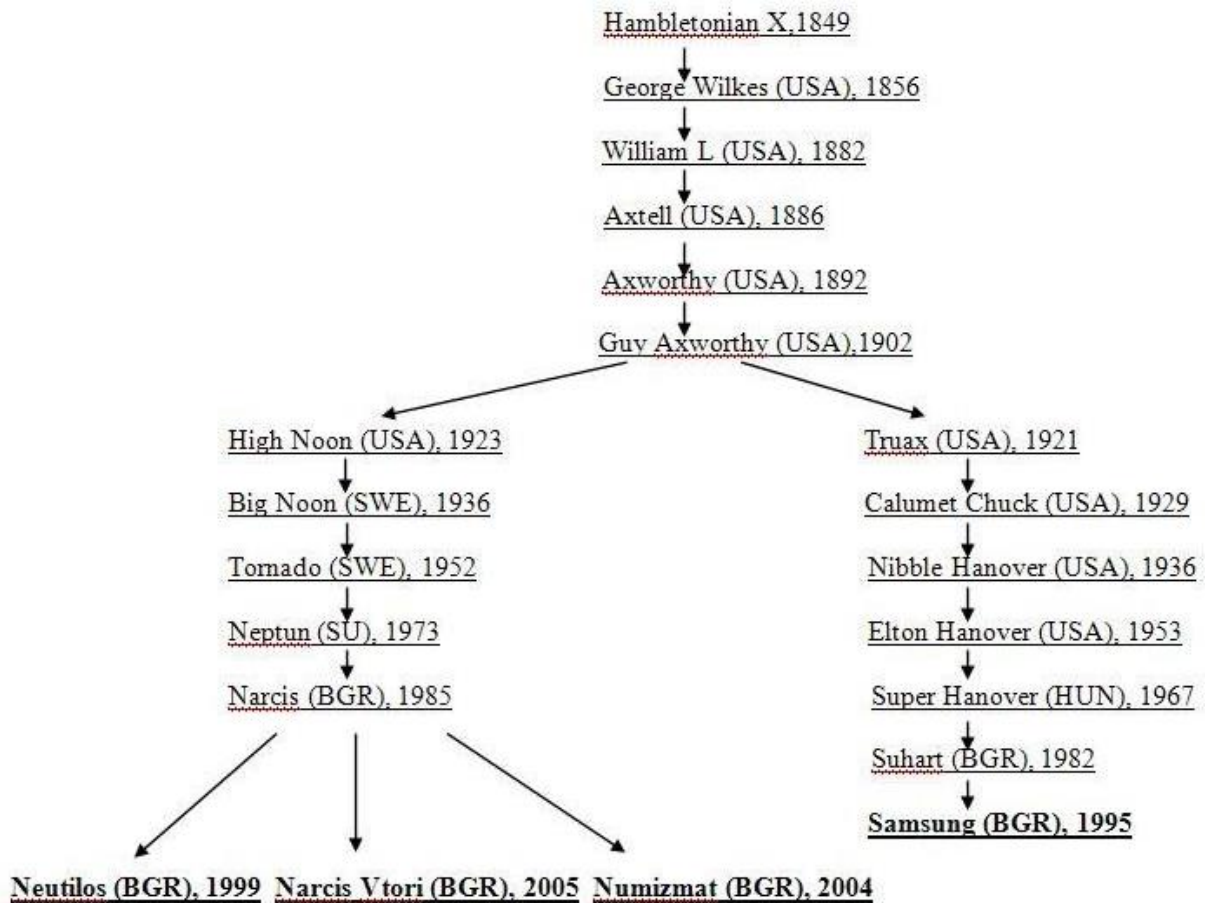 Hambletonian X,1849
George Wilkes (USA), 1856
William L (USA), 1882
Axtell (USA), 1886
Axworthy (USA), 1892
Guy Axworthy (USA),1902
High Noon (USA), 1923
Big Noon (SWE), 1936
Tornado (SWE), 1952
Neptun (SU), 1973
Narcis (BGR), 1985
Neutilos (BGR), 1999
Narcis Vtori (BGR), 2005
Numizmat (BGR), 2004
Truax (USA), 1921
Calumet Chuck (USA), 1929
Nibble Hanover (USA), 1936
Elton Hanover (USA), 1953
Super Hanover (HUN), 1967
Suhart (BGR), 1982
Samsung (BGR), 1995